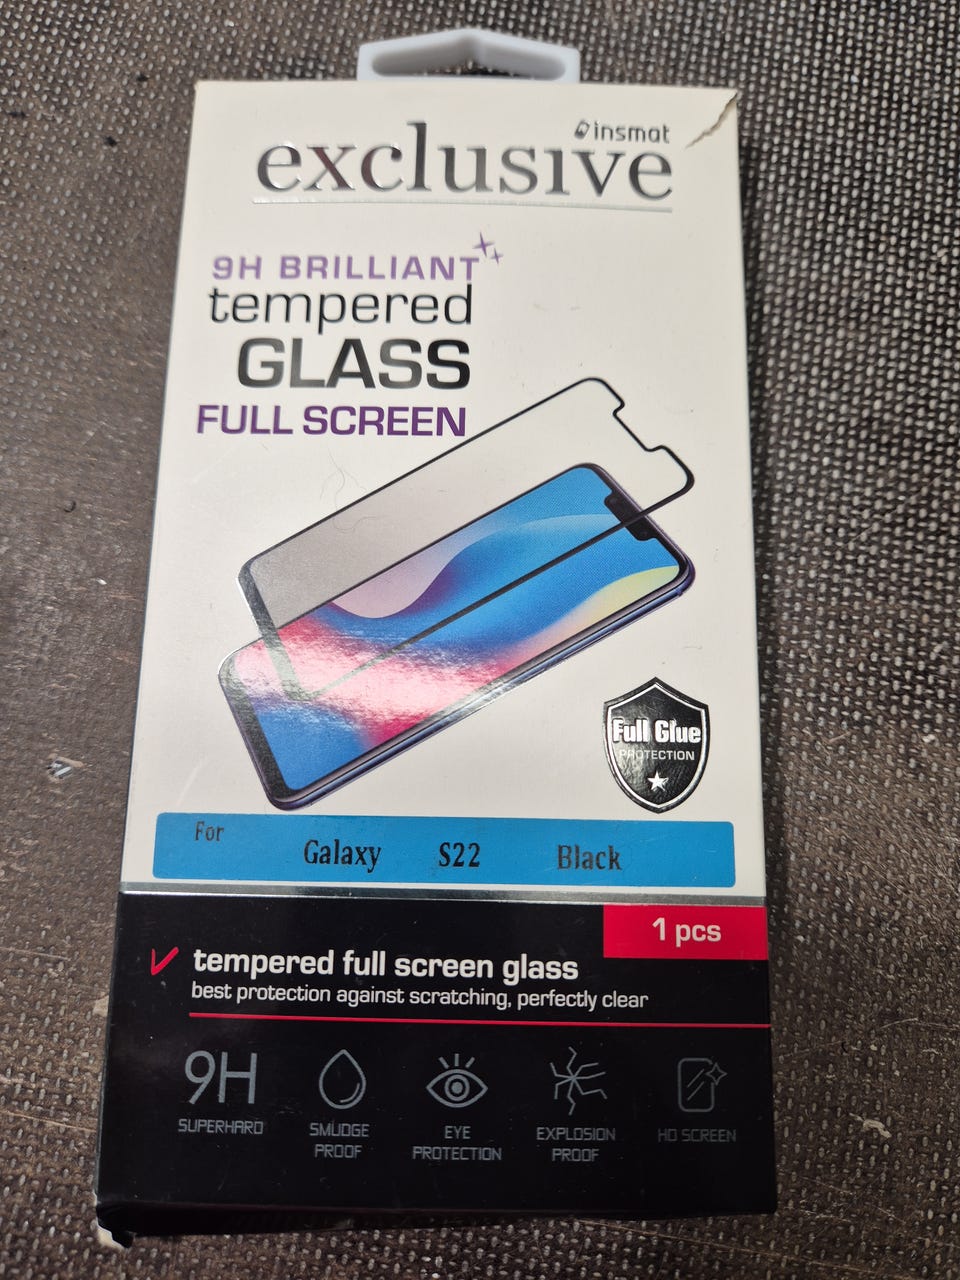 insmat
exclusive
9H BRILLIANT
tempered
GLASS
FULL SCREEN
Full Glue
PROTECTION
For
Galaxy S22 Black
1 pcs
tempered full screen glass
best protection against scratching, perfectly clear
9H
SUPERHARD
SMUDGE
PROOF
EYE
PROTECTION
EXPLOSION
PROOF
HD SCREEN